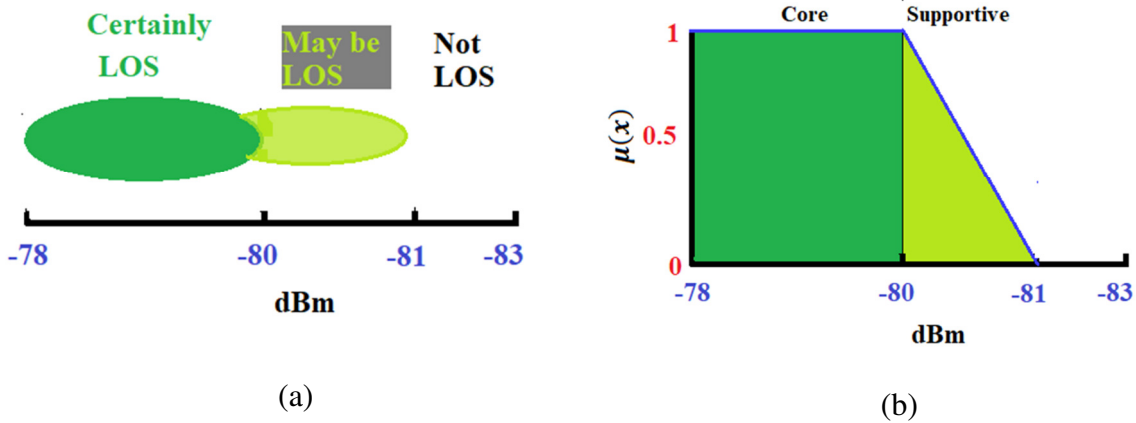 Certainly
LOS
May be
LOS
Not
LOS
-78
-80
-81
-83
dBm
(a)
Core
Supportive
1
0.5
0
μ(x)
-78
-80
-81
-83
dBm
(b)